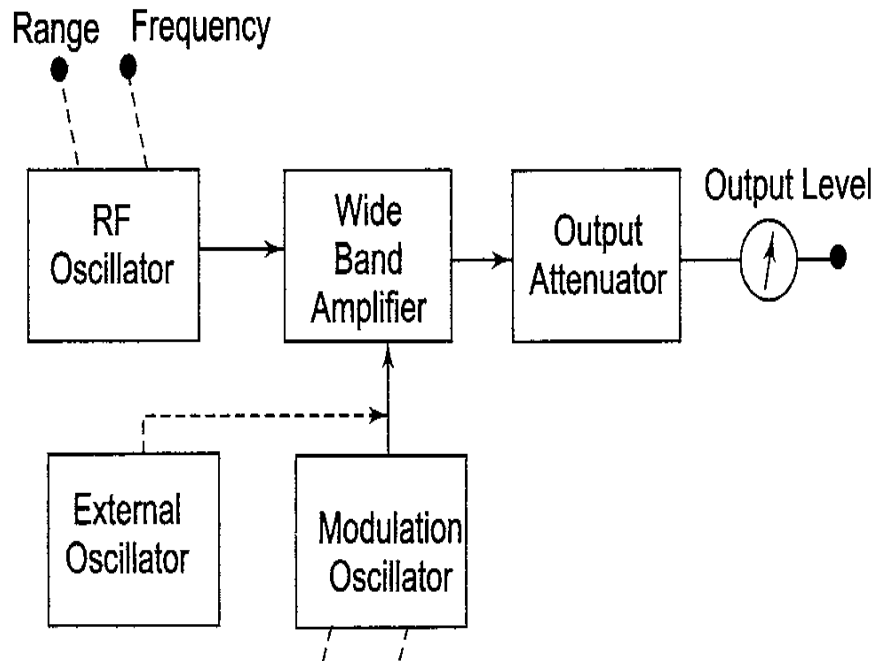 Range Frequency
RF
Oscillator
Wide
Band
Amplifier
Output
Attenuator
Output Level
External
Oscillator
Modulation
Oscillator